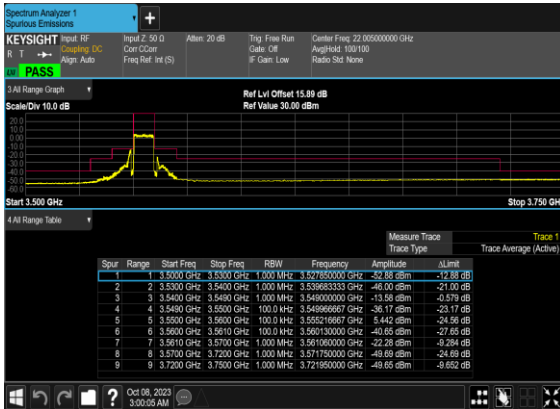 Spectrum Analyzer 1
Spurious Emissions
KEYSIGHT Input: RF Input Z: 50 Ω Atten: 20 dB Trig: Free Run Center Freq: 22.005000000 GHz
R T Coupling: DC Corr CCorr Gate: Off Avg|Hold: 100/100
Align: Auto Freq Ref: Int (S) IF Gain: Low Radio Std: None
LXI PASS
3 All Range Graph
Ref Lvl Offset 15.89 dB
Scale/Div 10.0 dB Ref Value 30.00 dBm
20.0
10.0
0.00
-10.0
-20.0
-30.0
-40.0
-50.0
-60.0
Start 3.500 GHz Stop 3.750 GH
4 All Range Table
Measure Trace Trace 1
Trace Type Trace Average (Active)
Spur Range Start Freq Stop Freq RBW Frequency Amplitude ΔLimit
1 1 3.5000 GHz 3.5300 GHz 1.000 MHz 3.527850000 GHz -52.88 dBm -12.88 dB
2 2 3.5300 GHz 3.5400 GHz 1.000 MHz 3.539683333 GHz -46.00 dBm -21.00 dB
3 3 3.5400 GHz 3.5490 GHz 1.000 MHz 3.549000000 GHz -13.58 dBm -0.579 dB
4 4 3.5490 GHz 3.5500 GHz 100.0 kHz 3.549966667 GHz -36.17 dBm -23.17 dB
5 5 3.5500 GHz 3.5600 GHz 100.0 kHz 3.555216667 GHz 5.442 dBm -24.56 dB
6 6 3.5600 GHz 3.5610 GHz 100.0 kHz 3.560130000 GHz -40.65 dBm -27.65 dB
7 7 3.5610 GHz 3.5700 GHz 1.000 MHz 3.561060000 GHz -22.28 dBm -9.284 dB
8 8 3.5700 GHz 3.7200 GHz 1.000 MHz 3.571750000 GHz -49.69 dBm -24.69 dB
9 9 3.7200 GHz 3.7500 GHz 1.000 MHz 3.721950000 GHz -49.65 dBm -9.652 dB
Oct 08, 2023
3:00:05 AM